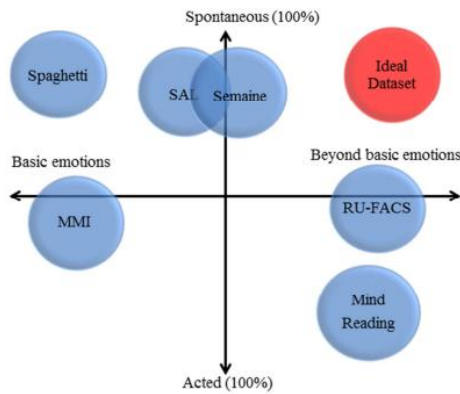 Spontaneous (100%)
Spaghetti
SAL
Semaine
Ideal
Dataset
Basic emotions
Beyond basic emotions
MMI
RU-FACS
Mind
Reading
Acted (100%)